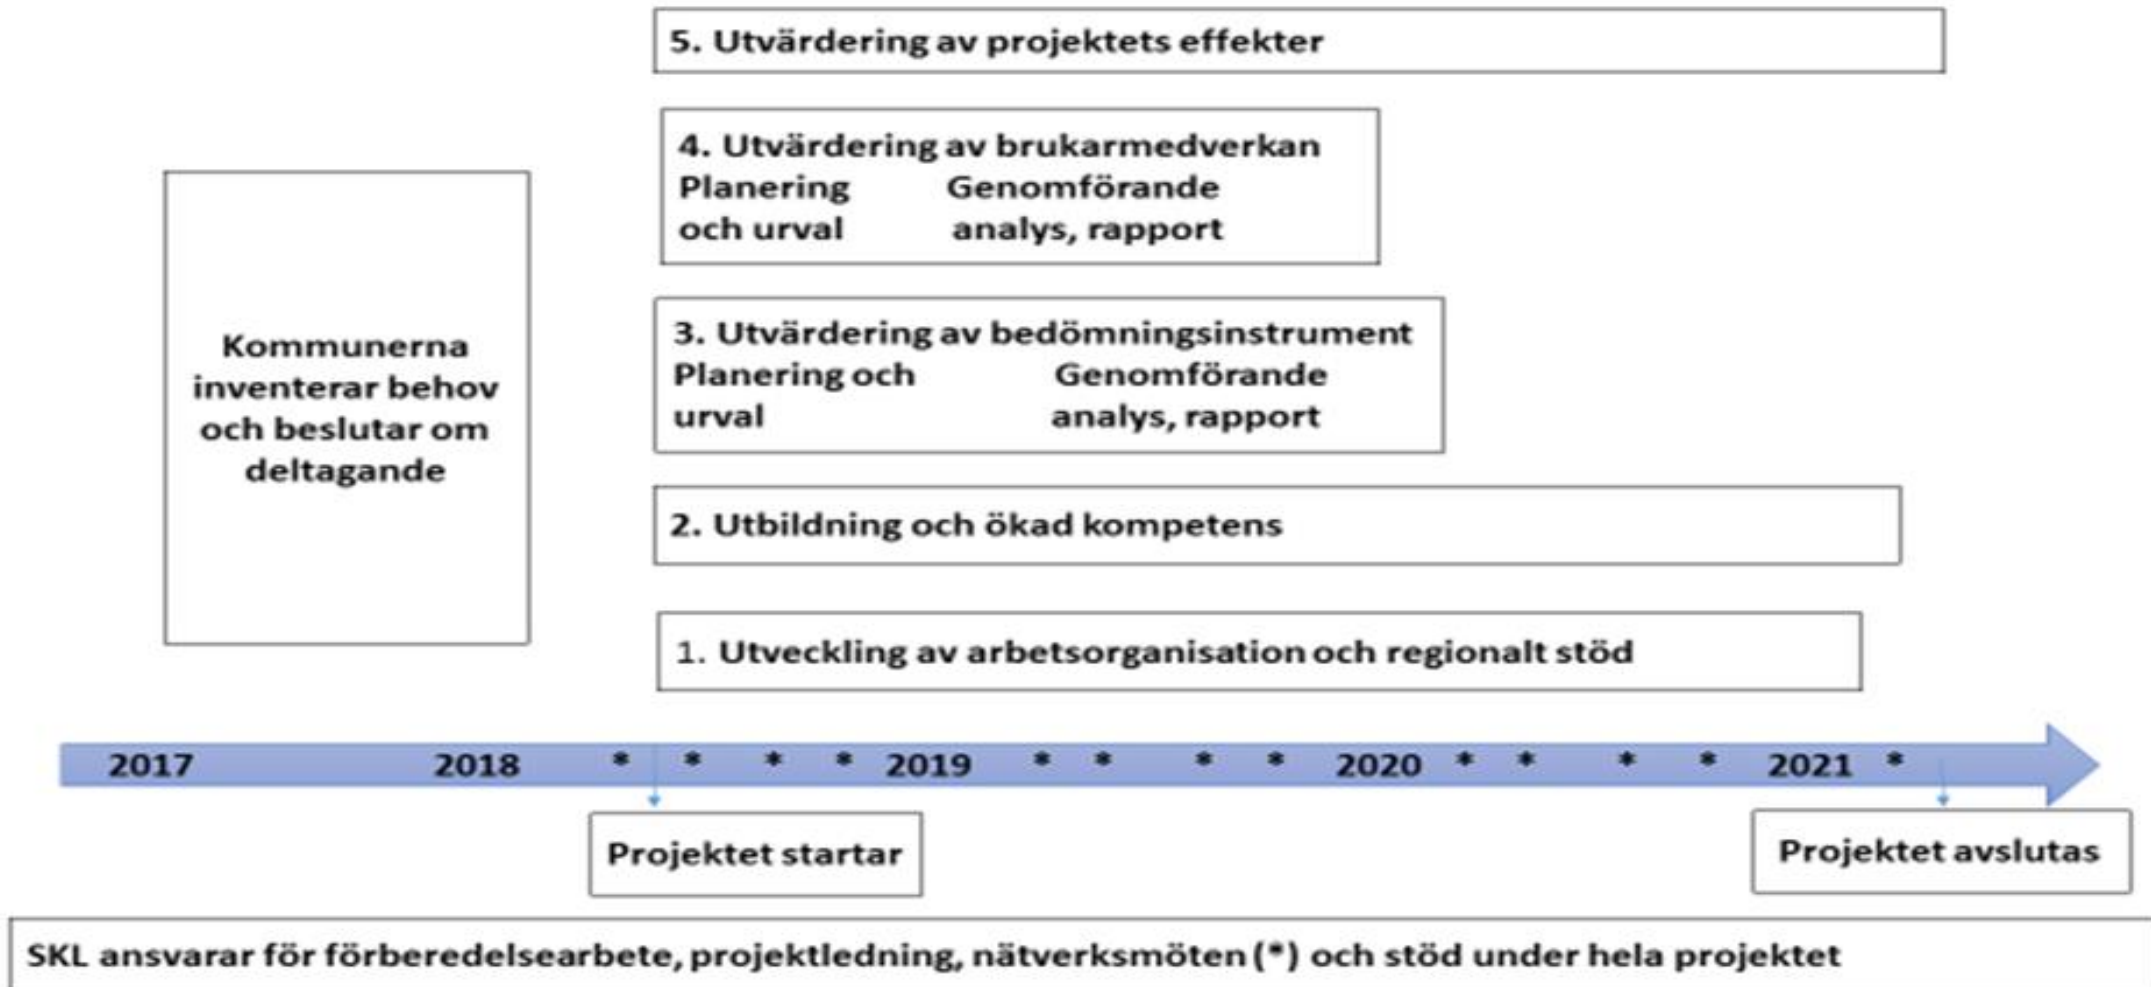 5. Utvärdering av projektets effekter
4. Utvärdering av brukarmedverkan
Planering Genomförande
och urval analys, rapport
Kommunerna
inventerar behov
och beslutar om
deltagande
3. Utvärdering av bedömningsinstrument
Planering och Genomförande
urval analys, rapport
2. Utbildning och ökad kompetens
1. Utveckling av arbetsorganisation och regionalt stöd
2017 2018 * * * * 2019 * * * * 2020 * * * * 2021 *
Projektet startar
Projektet avslutas
SKL ansvarar för förberedelsearbete, projektledning, nätverksmöten (*) och stöd under hela projektet